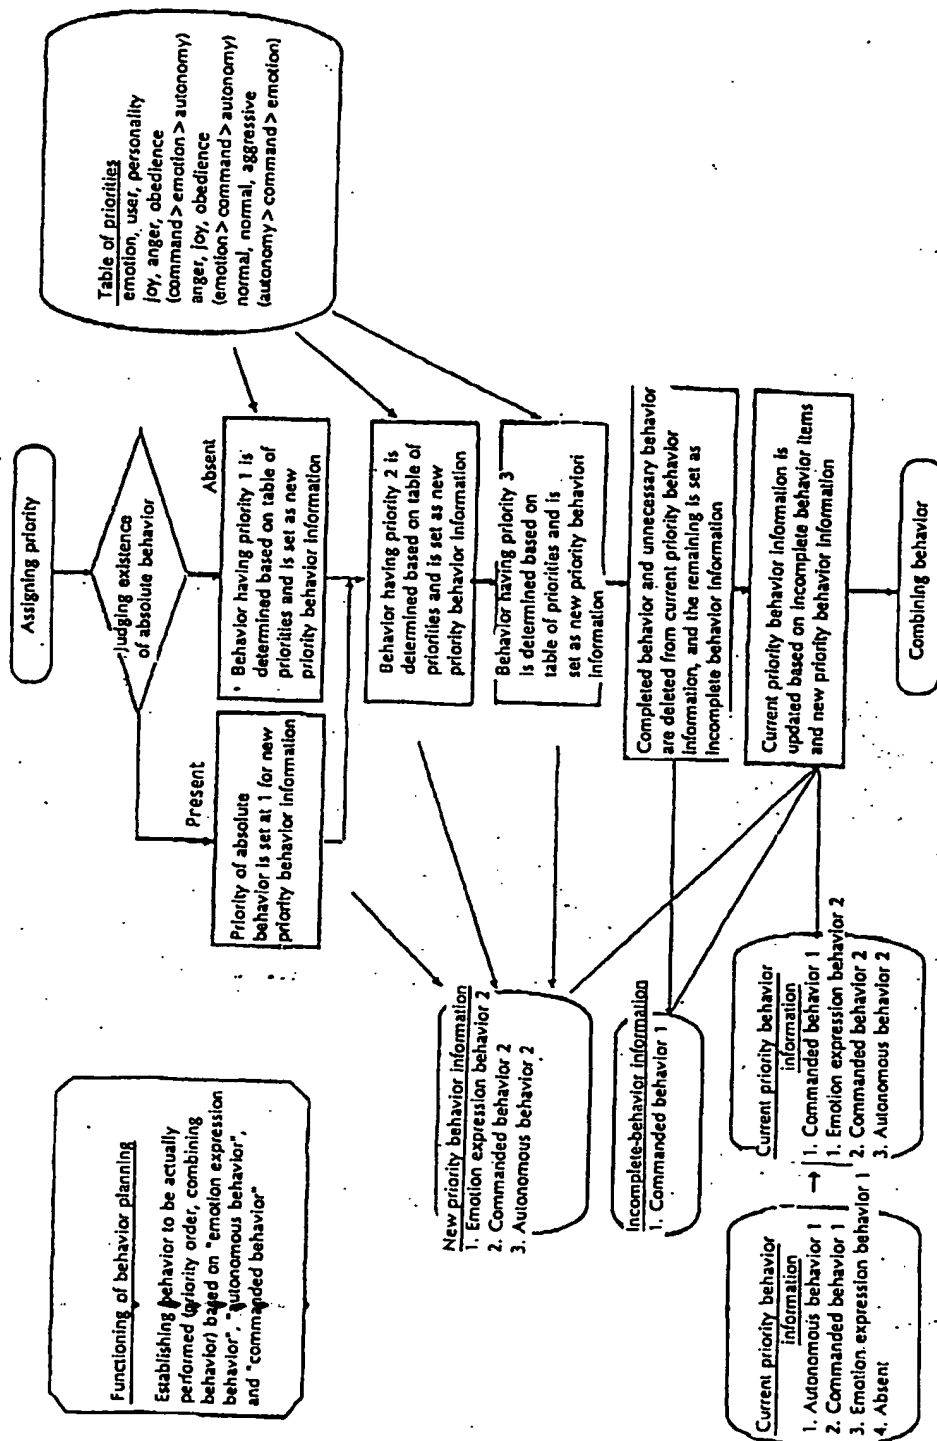 Functioning of behavior planning
Establishing behavior to be actually
performed (priority order, combining
behavior) based on "emotion expression
behavior", "autonomous behavior",
and "commanded behavior"
Assigning priority
Judging existence
of absolute behavior
Present
Absent
Priority of absolute
behavior is set at 1 for new
priority behavior information
Behavior having priority 1 is
determined based on table of
priorities and is set as new
priority behavior information
Table of priorities
emotion, user, personality
joy, anger, obedience
(command > emotion > autonomy)
anger, joy, obedience
(emotion > command > autonomy)
normal, normal, aggressive
(autonomy > command > emotion)
Behavior having priority 2 is
determined based on table of
priorities and is set as new
priority behavior information
Behavior having priority 3
is determined based on
table of priorities and is
set as new priority behaviori
information
New priority behavior information
1. Emotion expression behavior 2
2. Commanded behavior 2
3. Autonomous behavior 2
Completed behavior and unnecessary behavior
are deleted from current priority behavior
information, and the remaining is set as
incomplete behavior information
Incomplete-behavior information
1. Commanded behavior 1
Current priority behavior information is
updated based on incomplete behavior items
and new priority behavior information
Current priority behavior
information
1. Autonomous behavior 1
2. Commanded behavior 1
3. Emotion expression behavior 1
4. Absent
Current priority behavior
information
1. Commanded behavior 1
1. Emotion expression behavior 2
2. Commanded behavior 2
3. Autonomous behavior 2
Combining behavior